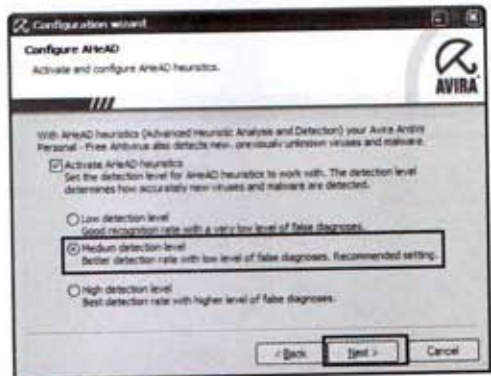 Configuration wizard
Configure AHeAD
Activate and configure AHeAD heuristics.
AVIRA
With AHeAD heuristics (Advanced Heuristic Analysis and Detection) your Avira AntiVir
Personal - Free Antivirus also detects new, previously unknown viruses and malware.
Activate AHeAD heuristics
Set the detection level for AHeAD heuristics to work with. The detection level
determines how accurately new viruses and malware are detected.
Low detection level
Good recognition rate with a very low level of false diagnoses.
Medium detection level
Better detection rate with low level of false diagnoses. Recommended setting.
High detection level
Best detection rate with higher level of false diagnoses.
< Back
Next >
Cancel